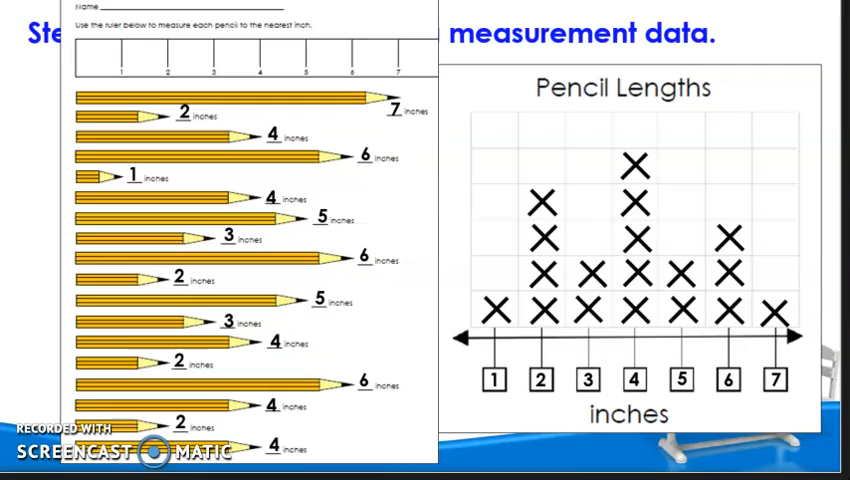 Ste
measurement data.
Name
Use the ruler below to measure each pencil to the nearest inch.
1 2 3 4 5 6 7
7 inches
2 inches
4 inches
6 inches
1 inches
4 inches
5 inches
3 inches
6 inches
2 inches
5 inches
3 inches
4 inches
2 inches
6 inches
4 inches
2 inches
4 inches
Pencil Lengths
1 2 3 4 5 6 7
inches
RECORDED WITH
SCREENCAST MATIC